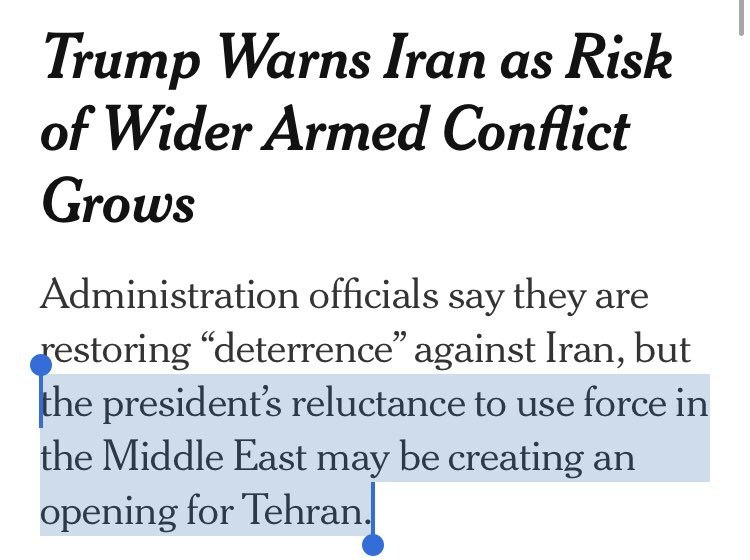 Trump Warns Iran as Risk
of Wider Armed Conflict
Grows
Administration officials say they are
restoring “deterrence” against Iran, but
the president’s reluctance to use force in
the Middle East may be creating an
opening for Tehran.